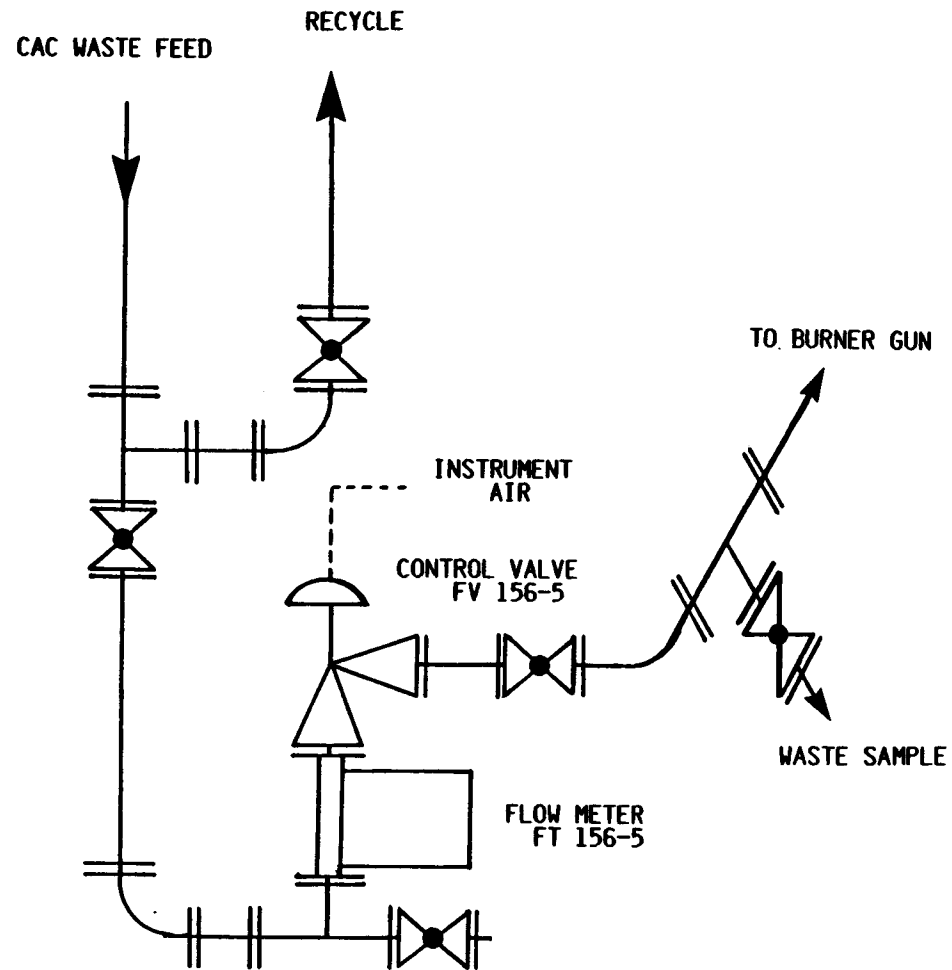 RECYCLE
CAC WASTE FEED
TO BURNER GUN
INSTRUMENT
AIR
CONTROL VALVE
FV 156-5
WASTE SAMPLE
FLOW METER
FT 156-5